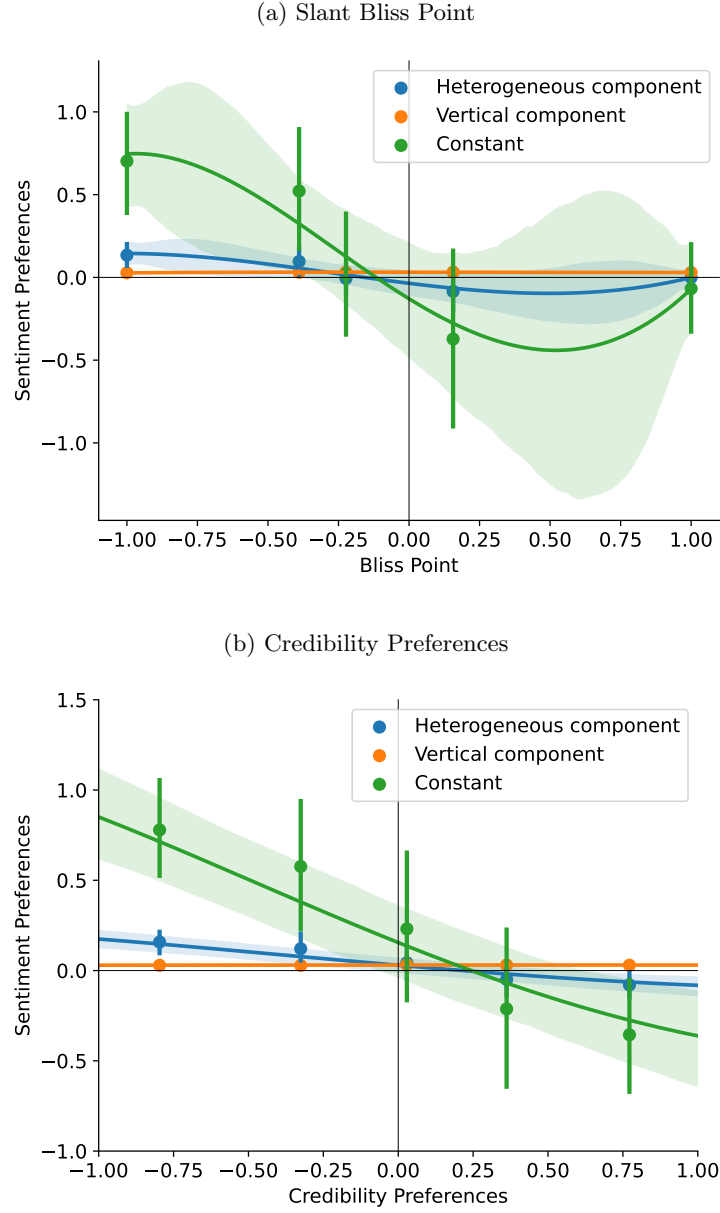 (a) Slant Bliss Point
Heterogeneous component
Vertical component
Constant
1.0
0.5
0.0
−0.5
−1.0
Sentiment Preferences
−1.00 −0.75 −0.50 −0.25 0.00 0.25 0.50 0.75 1.00
Bliss Point
(b) Credibility Preferences
Heterogeneous component
Vertical component
Constant
1.5
1.0
0.5
0.0
−0.5
−1.0
Sentiment Preferences
−1.00 −0.75 −0.50 −0.25 0.00 0.25 0.50 0.75 1.00
Credibility Preferences